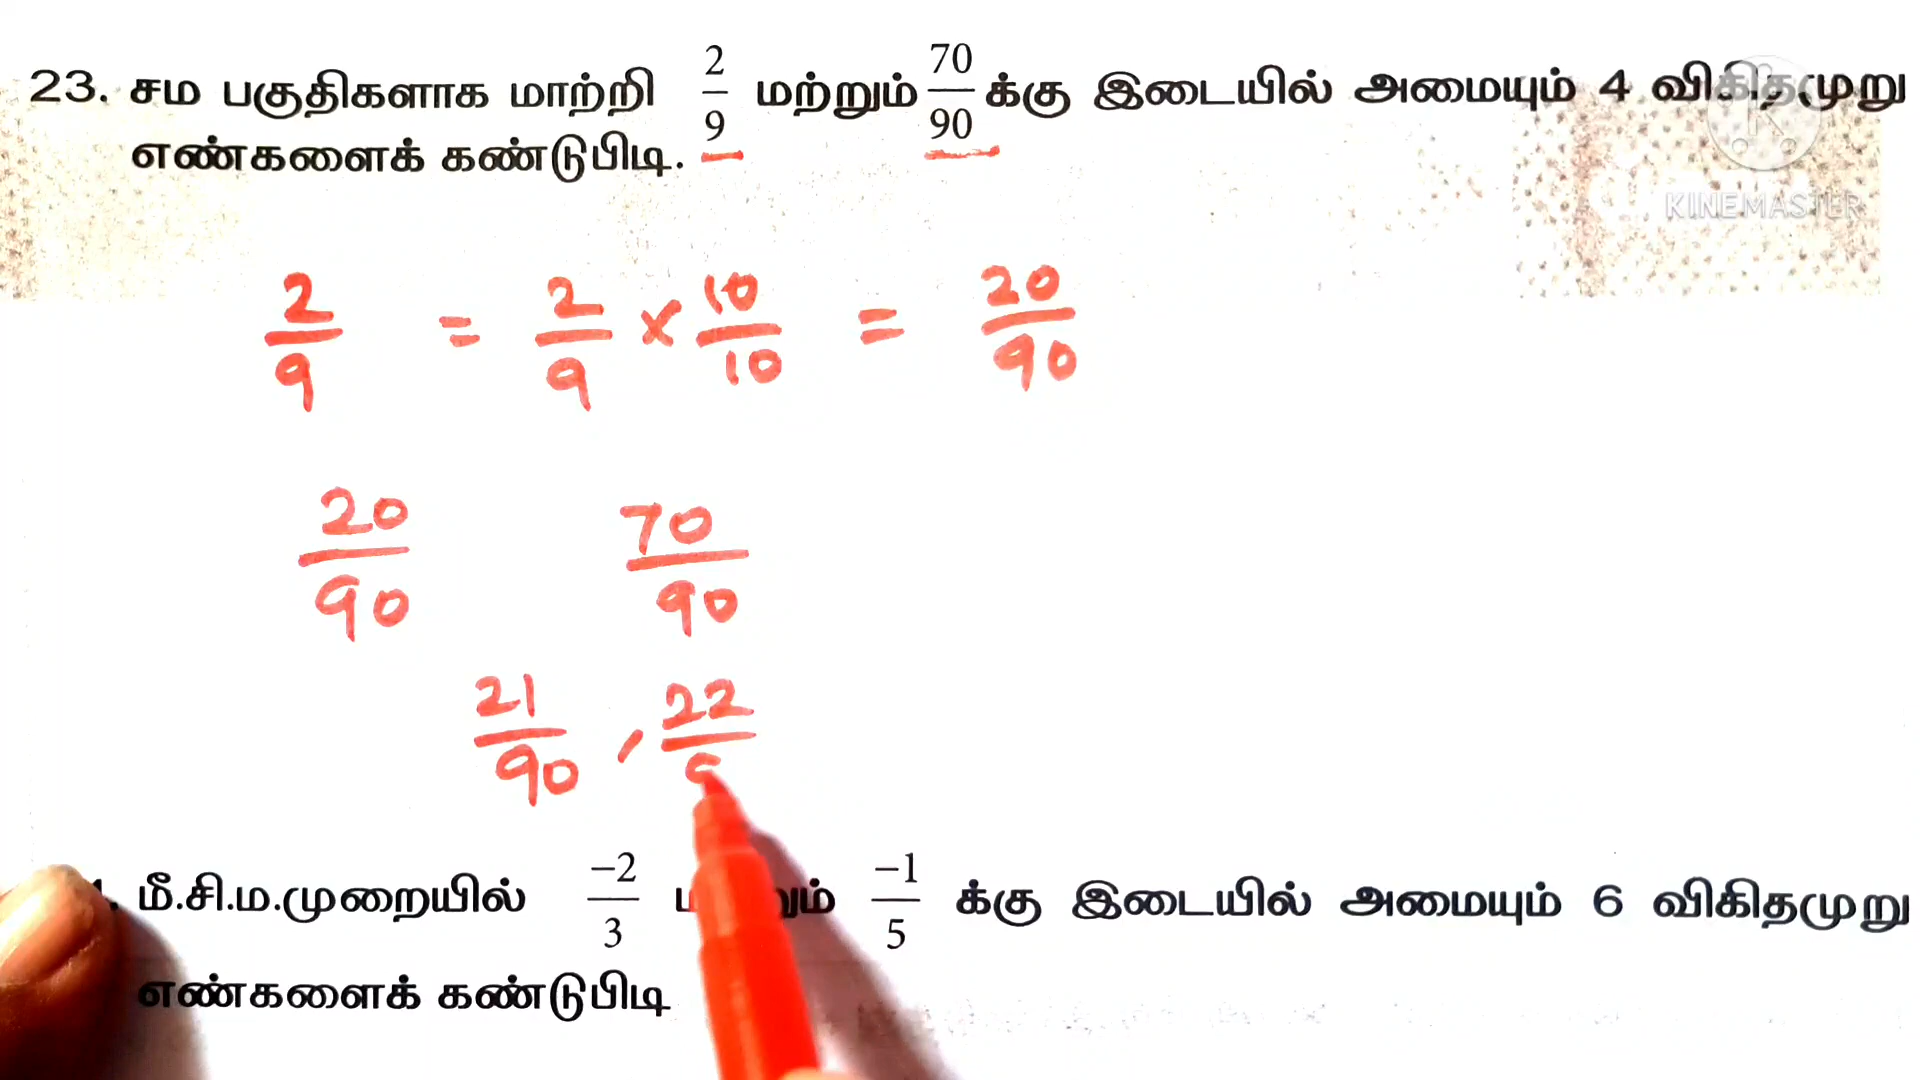 23. சம பகுதிகளாக மாற்றி 2/9 மற்றும் 70/90 க்கு இடையில் அமையும் 4 விகிதமுறு
எண்களைக் கண்டுபிடி.
KINEMASTER
2/9 = 2/9 × 10/10 = 20/90
20/90 70/90
21/90 , 22/
மீ.சி.ம.முறையில் -2/3 -1/5 க்கு இடையில் அமையும் 6 விகிதமுறு
எண்களைக் கண்டுபிடி